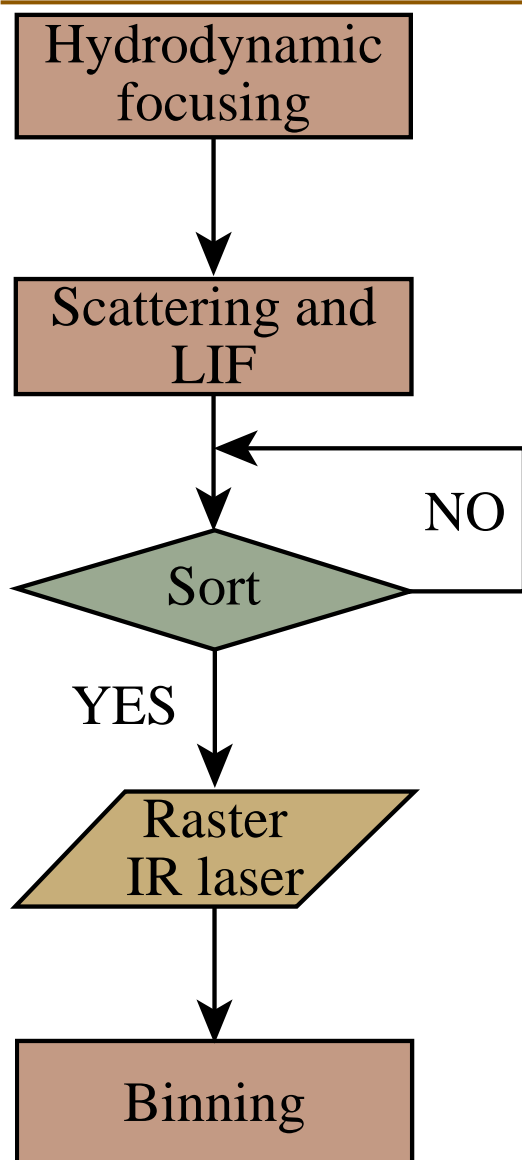 Hydrodynamic
focusing
Scattering and
LIF
NO
Sort
YES
Raster
IR laser
Binning